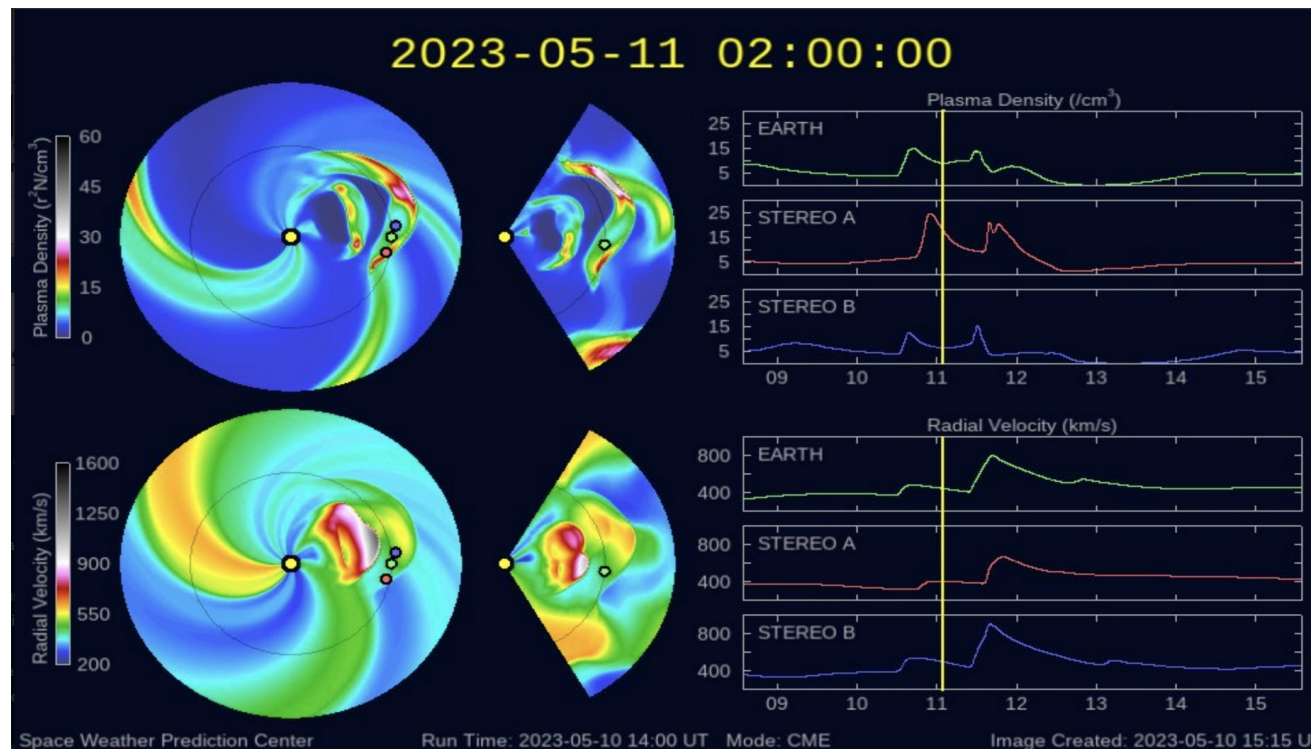 2023-05-11 02:00:00
Plasma Density (r²N/cm³)
60
45
30
15
0
Plasma Density (/cm³)
EARTH
25
15
5
STEREO A
25
15
5
STEREO B
25
15
5
09 10 11 12 13 14 15
Radial Velocity (km/s)
1600
1250
900
550
200
Radial Velocity (km/s)
EARTH
800
400
STEREO A
800
400
STEREO B
800
400
09 10 11 12 13 14 15
Space Weather Prediction Center Run Time: 2023-05-10 14:00 UT Mode: CME Image Created: 2023-05-10 15:15 U